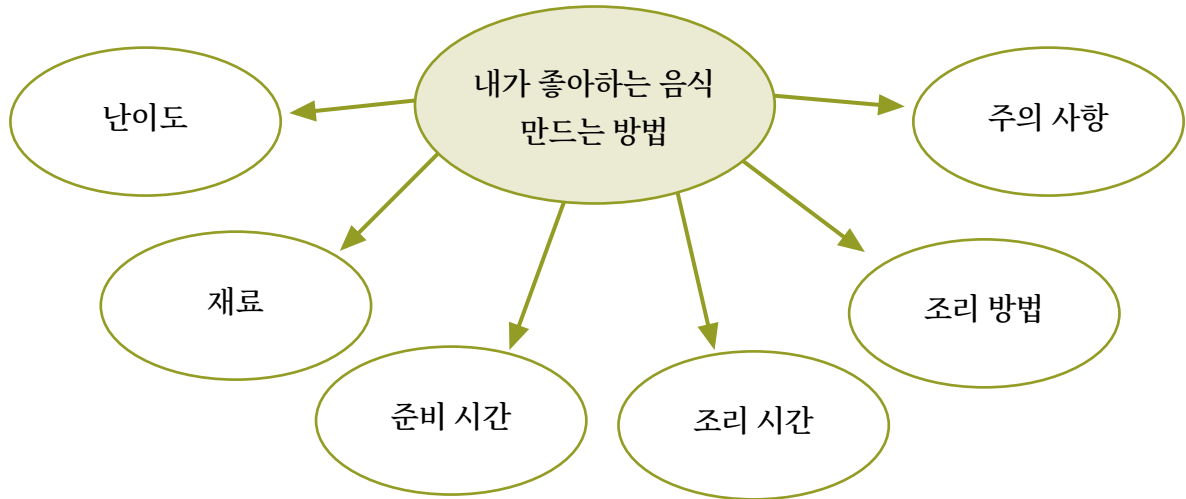 내가 좋아하는 음식
만드는 방법
난이도
재료
준비 시간
조리 시간
조리 방법
주의 사항